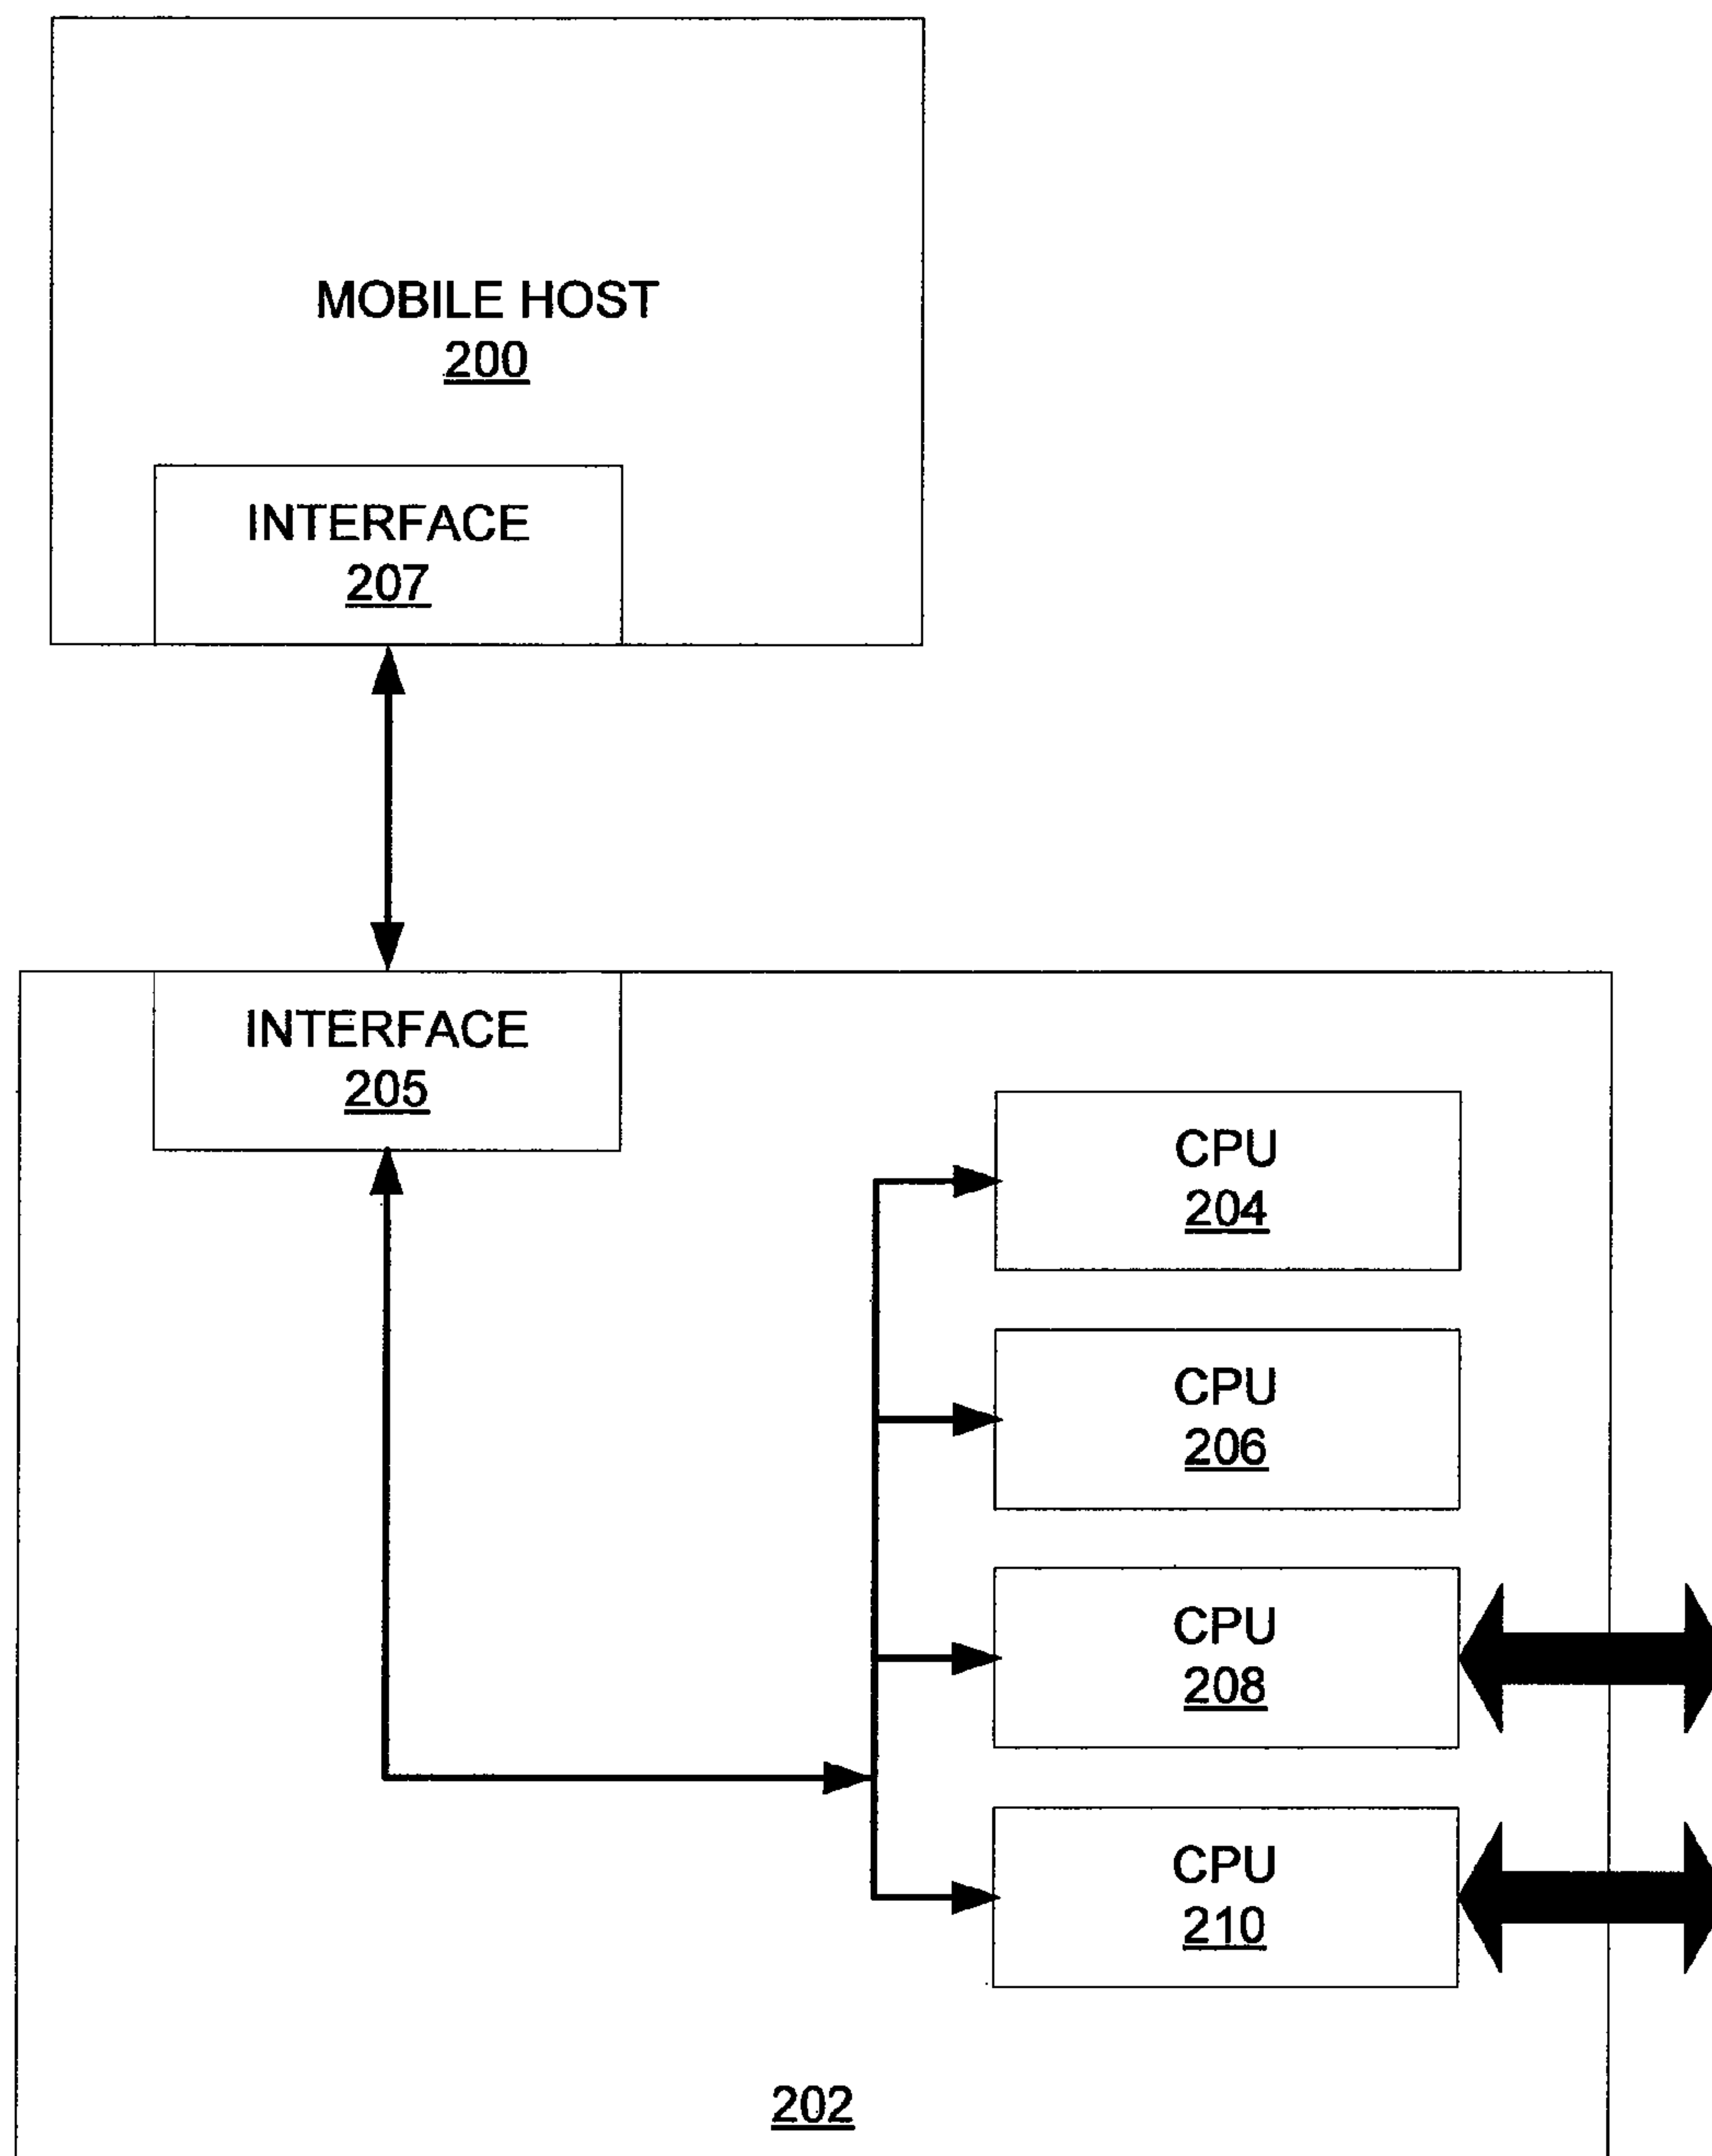 MOBILE HOST
200
INTERFACE
207
INTERFACE
205
CPU
204
CPU
206
CPU
208
CPU
210
202